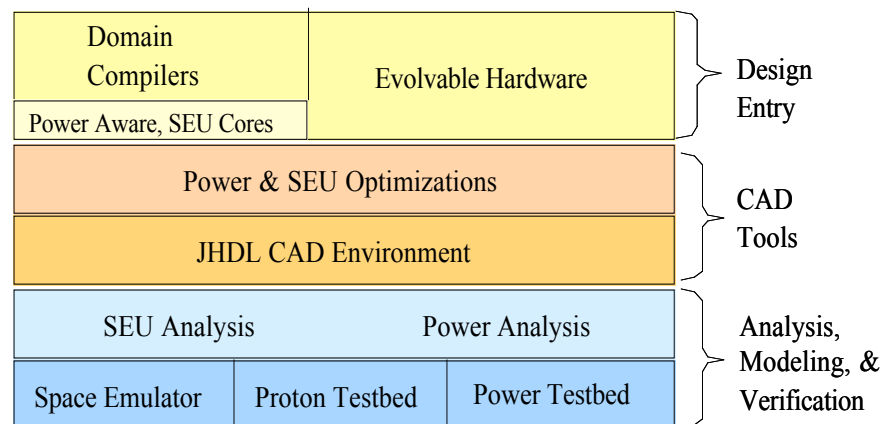 Domain
Compilers
Evolvable Hardware
Power Aware, SEU Cores
Design
Entry
Power & SEU Optimizations
JHDL CAD Environment
CAD
Tools
SEU Analysis
Power Analysis
Space Emulator
Proton Testbed
Power Testbed
Analysis,
Modeling, &
Verification